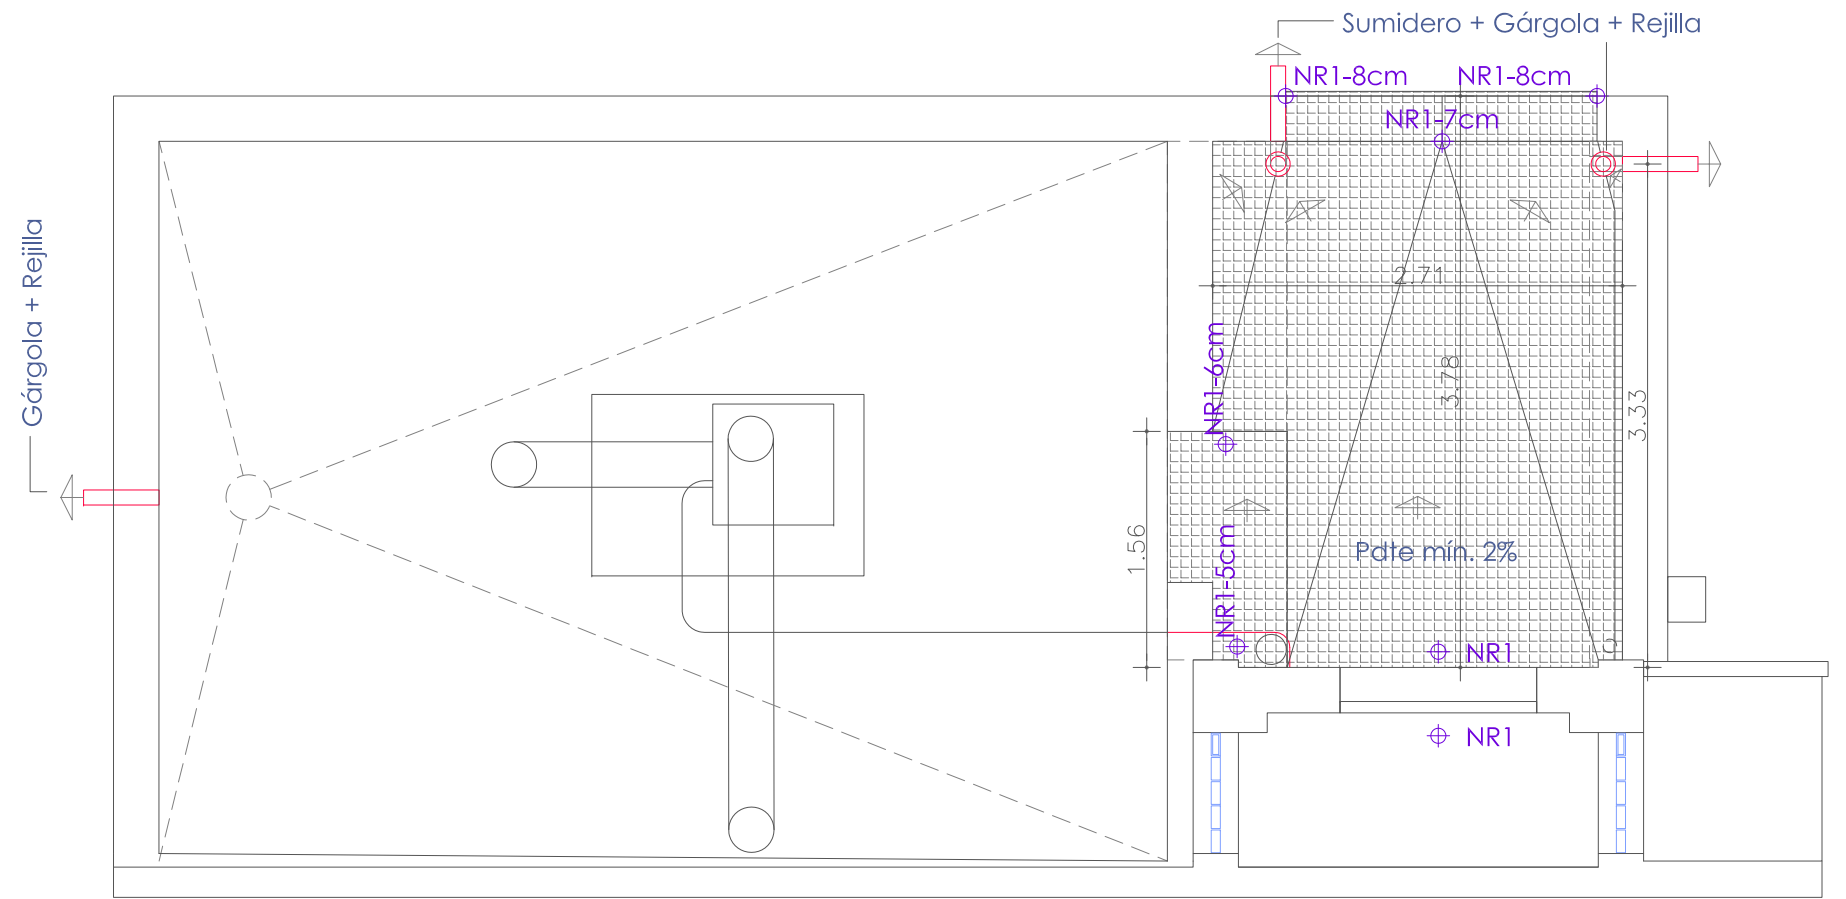 Sumidero + Gárgola + Rejilla
NR1-8cm
NR1-8cm
NR1-7cm
Gárgola + Rejilla
2.71
NR1-6cm
3.78
3.33
1.56
NR1-5cm
Pdte mín. 2%
NR1
NR1